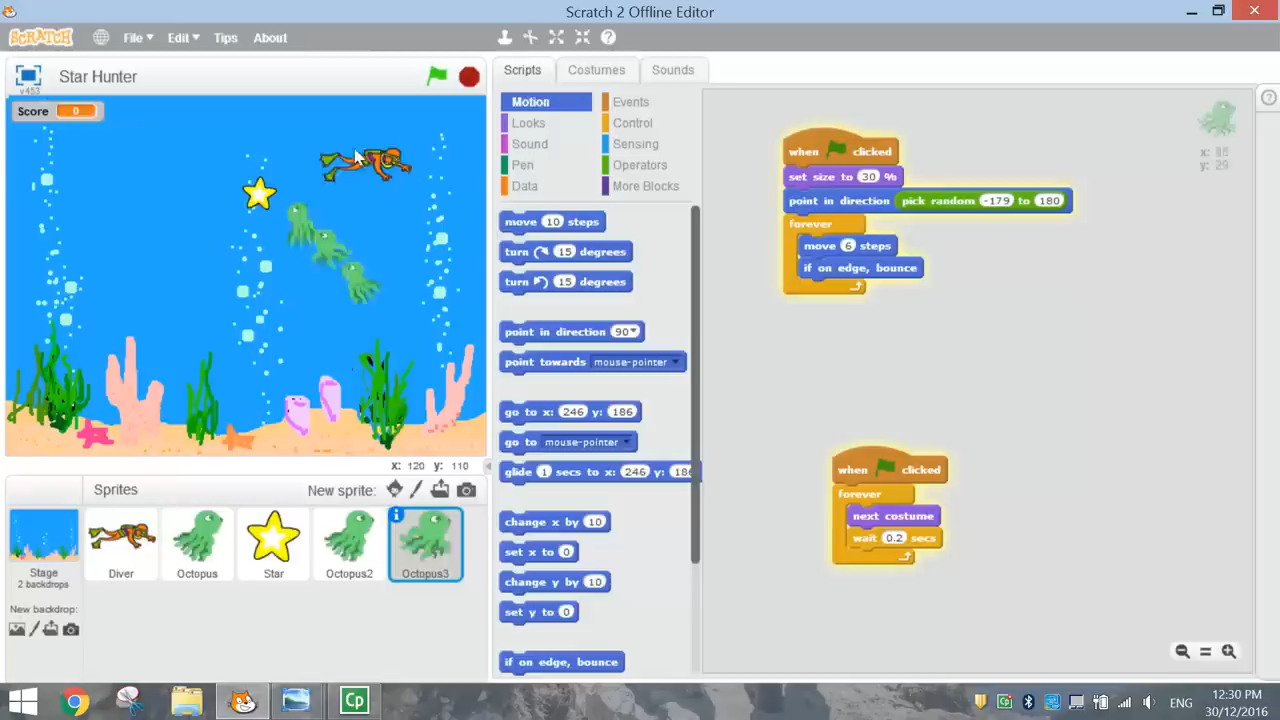 Scratch 2 Offline Editor
SCRATCH File Edit Tips About
v453
Star Hunter
Score 0
x: 120 y: 110
Sprites New sprite:
Stage
2 backdrops
New backdrop:
Diver Octopus Star Octopus2 Octopus3
Scripts Costumes Sounds
Motion Events
Looks Control
Sound Sensing
Pen Operators
Data More Blocks
move 10 steps
turn 15 degrees
turn 15 degrees
point in direction 90
point towards mouse-pointer
go to x: 246 y: 186
go to mouse-pointer
glide 1 secs to x: 246 y: 186
change x by 10
set x to 0
change y by 10
set y to 0
if on edge, bounce
when clicked
set size to 30 %
point in direction pick random -179 to 180
forever
move 6 steps
if on edge, bounce
when clicked
forever
next costume
wait 0.2 secs
x: 86
y: 29
Cp
Cp
ENG
12:30 PM
30/12/2016